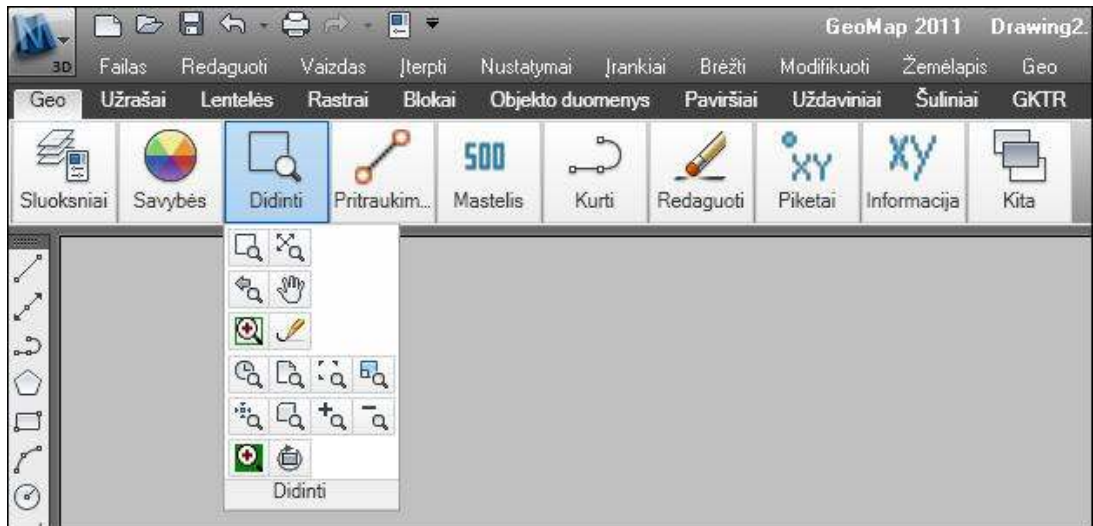 GeoMap 2011 Drawing2.
3D Failas Redaguoti Vaizdas Įterpti Nustatymai Įrankiai Brėžti Modifikuoti Žemėlapis Geo
Geo Užrašai Lentelės Rastrai Blokai Objekto duomenys Paviršiai Uždaviniai Šuliniai GKTR
500 XY XY
Sluoksniai Savybės Didinti Pritraukim... Mastelis Kurti Redaguoti Piketai Informacija Kita
Didinti